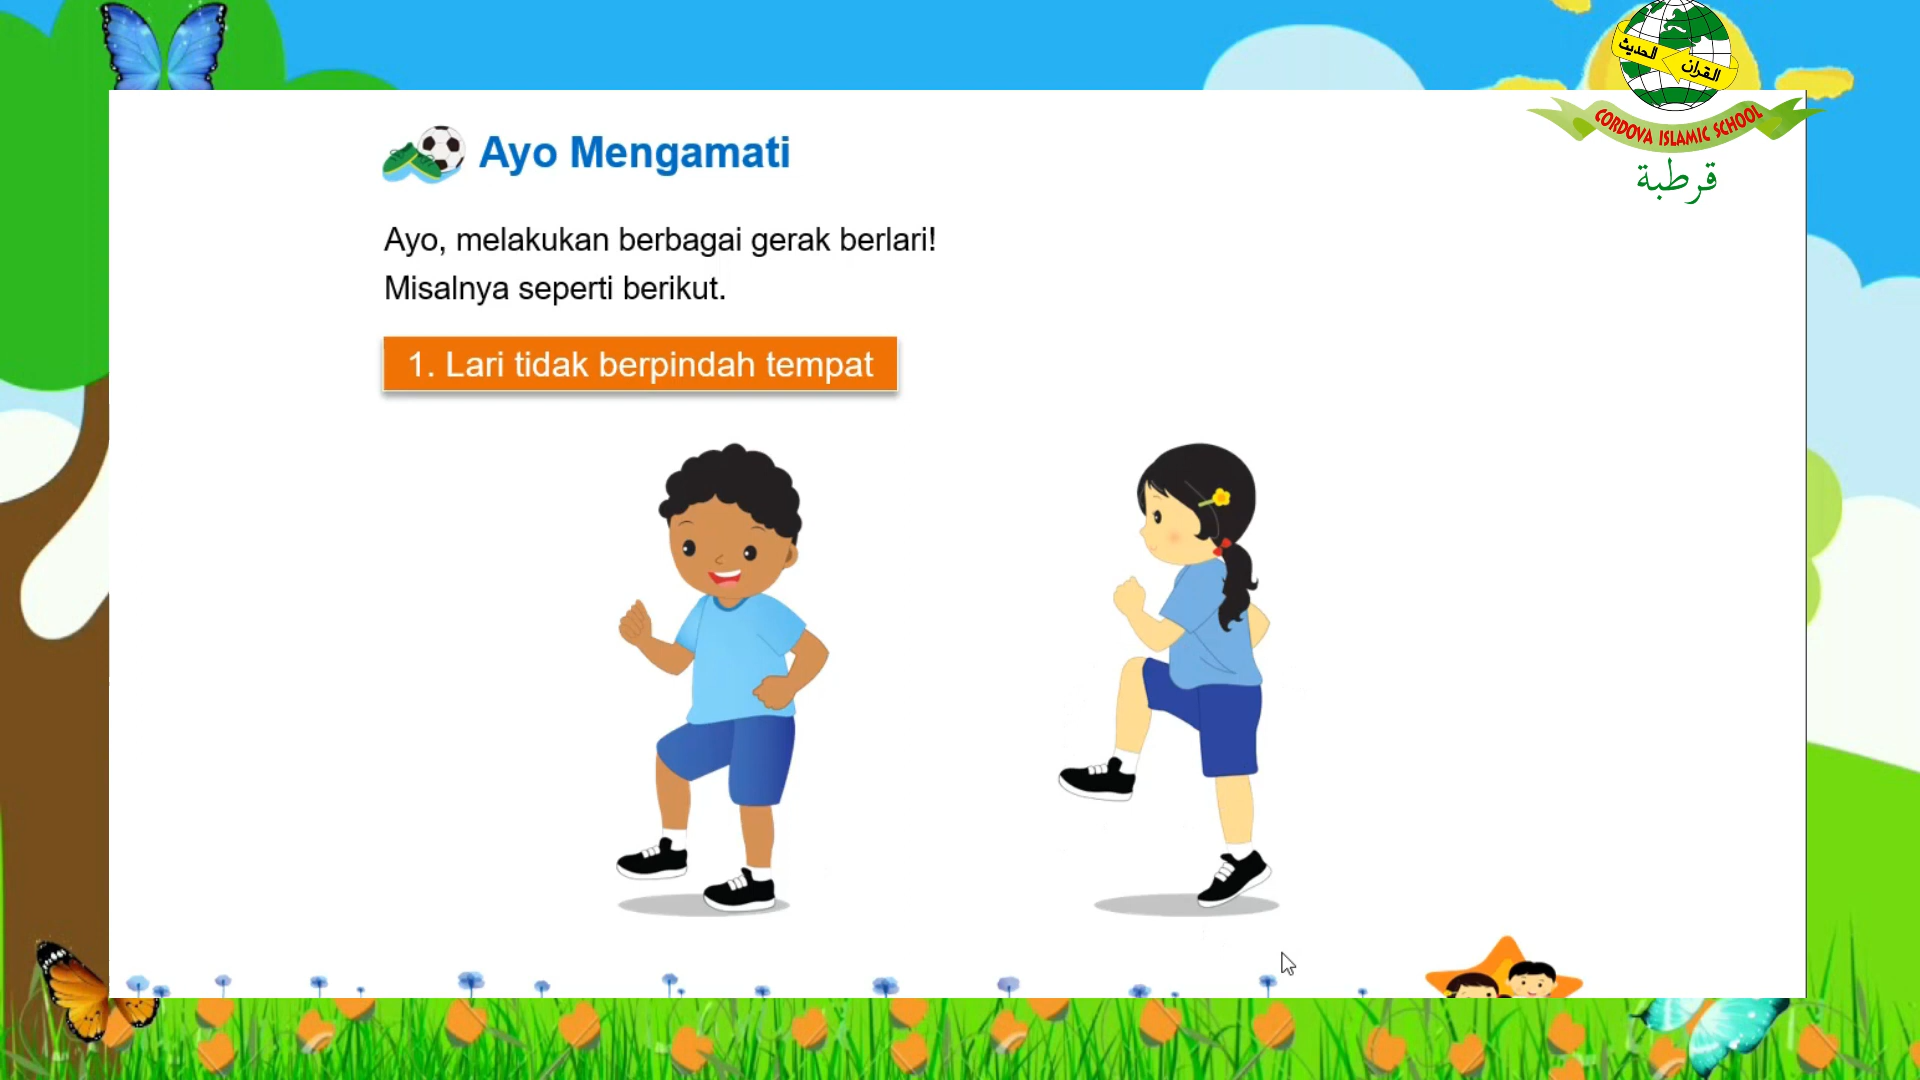 الحديث
القران
CORDOVA ISLAMIC SCHOOL
قرطبة
Ayo Mengamati
Ayo, melakukan berbagai gerak berlari!
Misalnya seperti berikut.
1. Lari tidak berpindah tempat